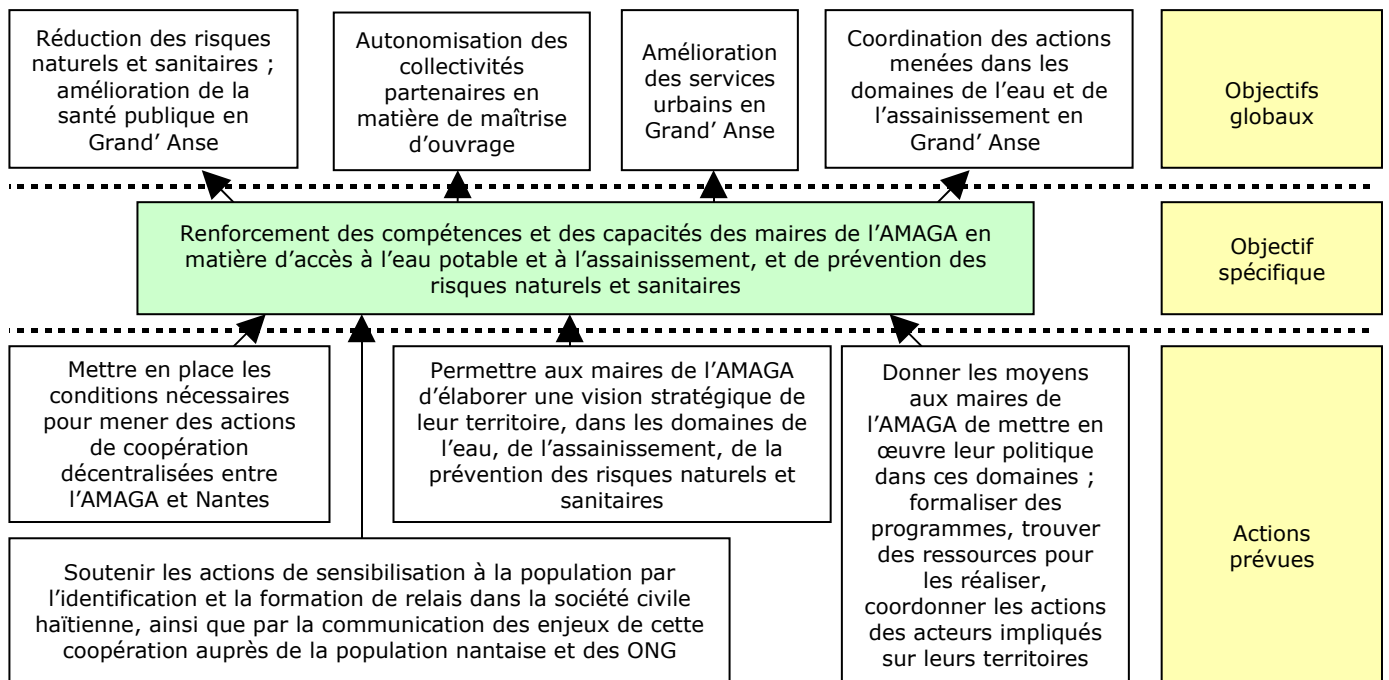 Réduction des risques
naturels et sanitaires ;
amélioration de la
santé publique en
Grand’ Anse
Autonomisation des
collectivités
partenaires en
matière de maîtrise
d’ouvrage
Amélioration
des services
urbains en
Grand’ Anse
Coordination des actions
menées dans les
domaines de l’eau et de
l’assainissement en
Grand’ Anse
Objectifs
globaux
Renforcement des compétences et des capacités des maires de l’AMAGA en
matière d’accès à l’eau potable et à l’assainissement, et de prévention des
risques naturels et sanitaires
Objectif
spécifique
Mettre en place les
conditions nécessaires
pour mener des actions
de coopération
décentralisées entre
l’AMAGA et Nantes
Permettre aux maires de l’AMAGA
d’élaborer une vision stratégique de
leur territoire, dans les domaines de
l’eau, de l’assainissement, de la
prévention des risques naturels et
sanitaires
Donner les moyens
aux maires de
l’AMAGA de mettre en
œuvre leur politique
dans ces domaines ;
formaliser des
programmes, trouver
des ressources pour
les réaliser,
coordonner les actions
des acteurs impliqués
sur leurs territoires
Soutenir les actions de sensibilisation à la population par
l’identification et la formation de relais dans la société civile
haïtienne, ainsi que par la communication des enjeux de cette
coopération auprès de la population nantaise et des ONG
Actions
prévues